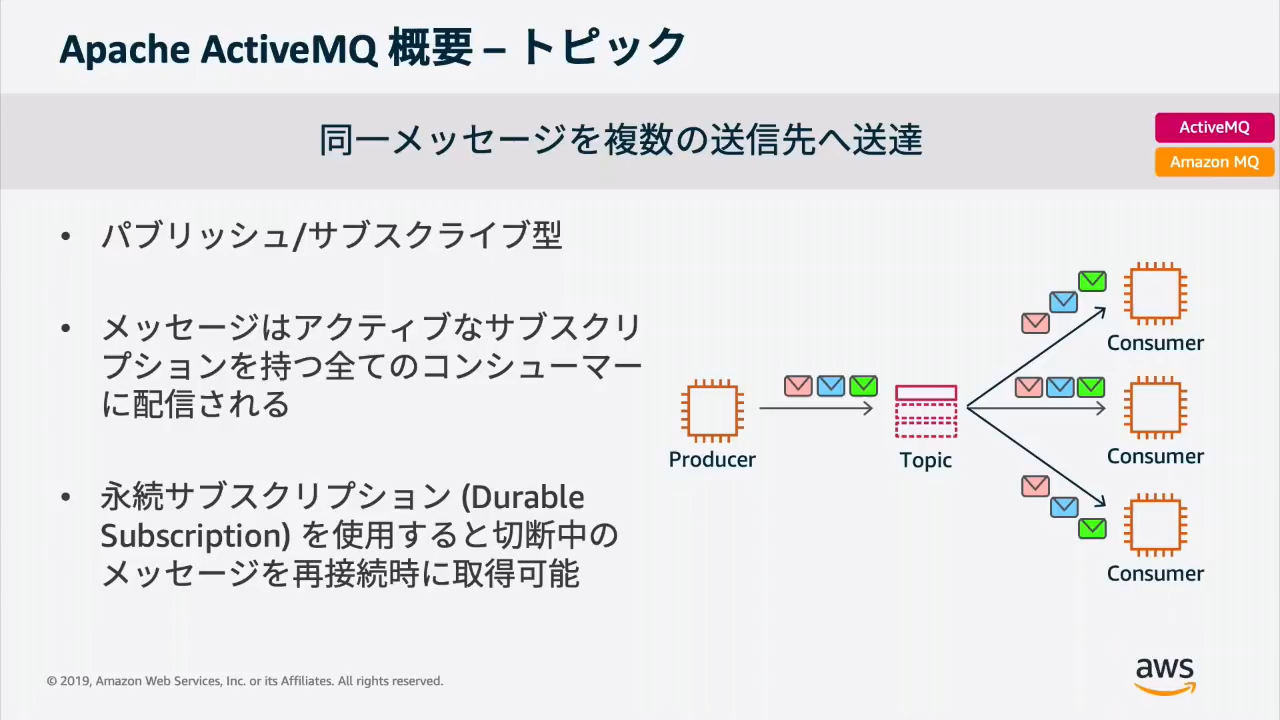 Apache ActiveMQ 概要 – トピック
同一メッセージを複数の送信先へ送達
ActiveMQ
Amazon MQ
• パブリッシュ/サブスクライブ型
• メッセージはアクティブなサブスクリ
プションを持つ全てのコンシューマー
に配信される
• 永続サブスクリプション (Durable
Subscription) を使用すると切断中の
メッセージを再接続時に取得可能
Producer
Topic
Consumer
Consumer
Consumer
© 2019, Amazon Web Services, Inc. or its Affiliates. All rights reserved.
aws